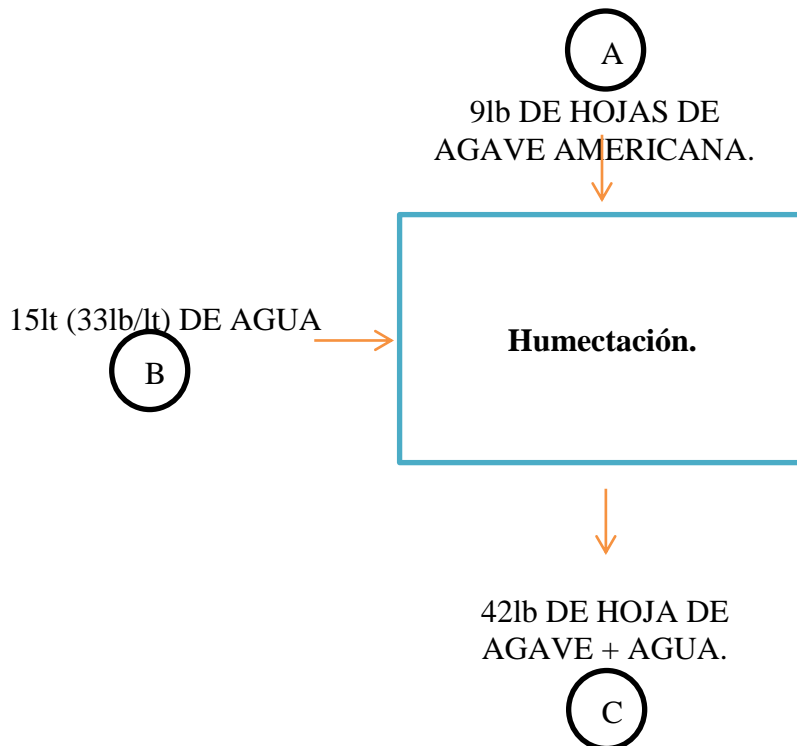 A
9lb DE HOJAS DE
AGAVE AMERICANA.
15lt (33lb/lt) DE AGUA
B
Humectación.
42lb DE HOJA DE
AGAVE + AGUA.
C